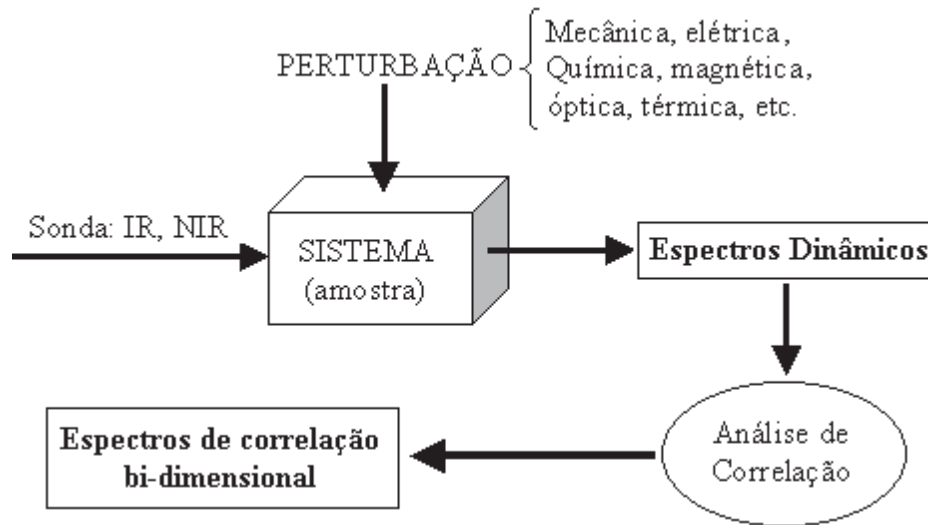 Mecânica, elétrica,
PERTURBAÇÃO
Química, magnética,
óptica, térmica, etc.
Sonda: IR, NIR
SISTEMA
(amostra)
Espectros Dinâmicos
Análise de
Correlação
Espectros de correlação
bi-dimensional